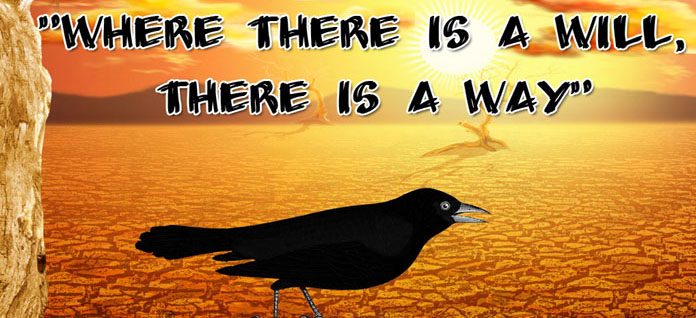 "WHERE THERE IS A WILL,
THERE IS A WAY"